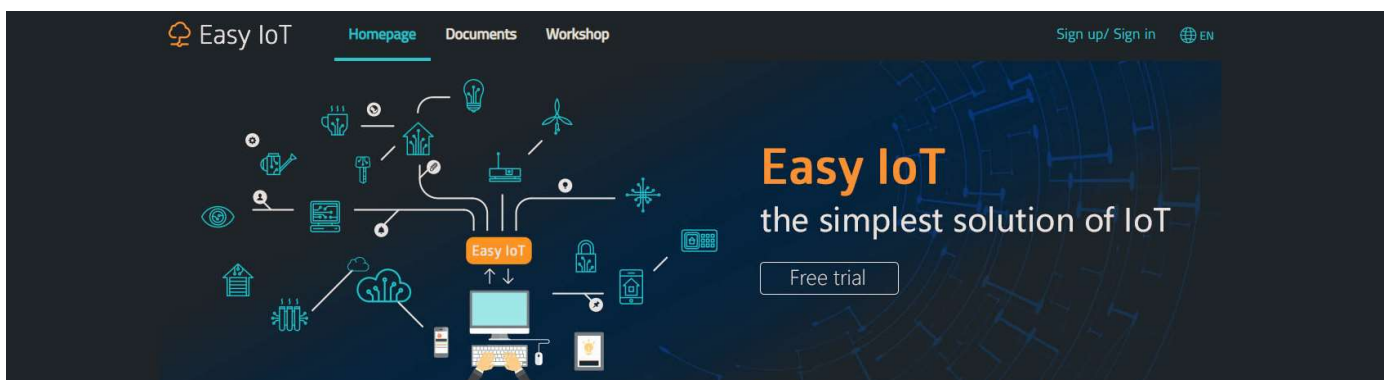 Easy IoT
Homepage Documents Workshop
Sign up/ Sign in EN
Easy IoT
the simplest solution of IoT
Free trial
Easy IoT